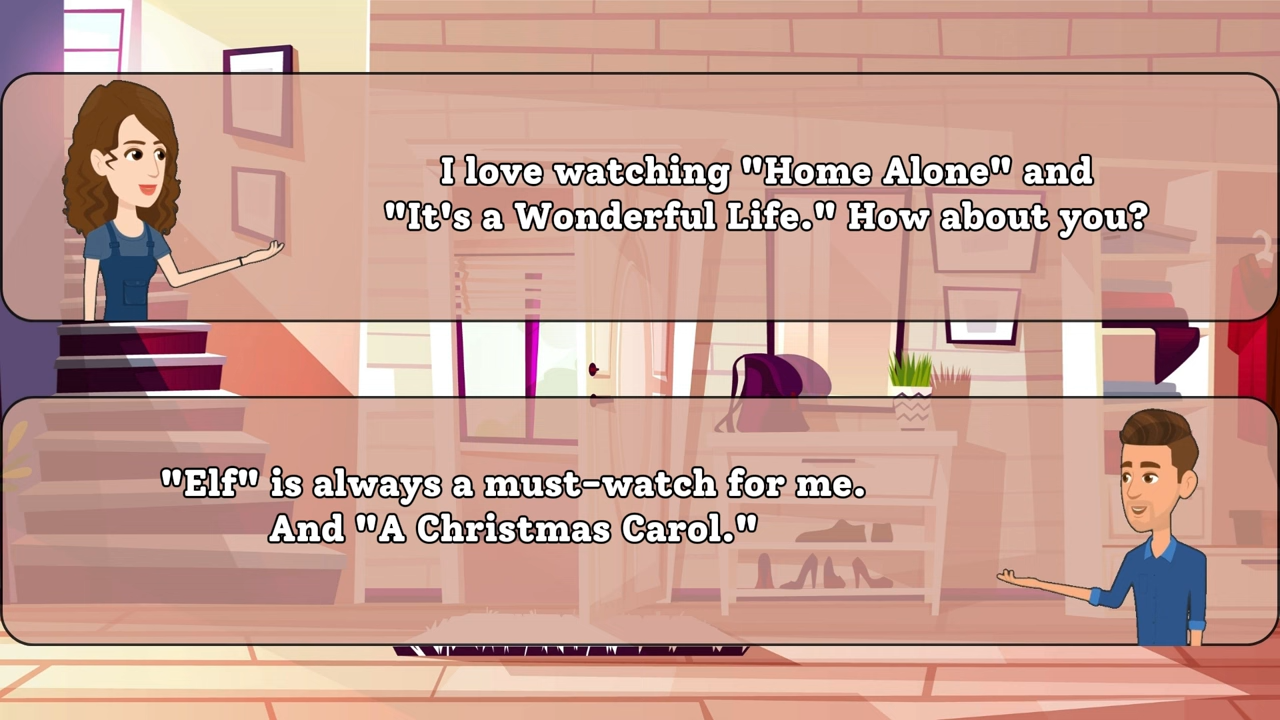 I love watching "Home Alone" and
"It's a Wonderful Life." How about you?
"Elf" is always a must-watch for me.
And "A Christmas Carol."